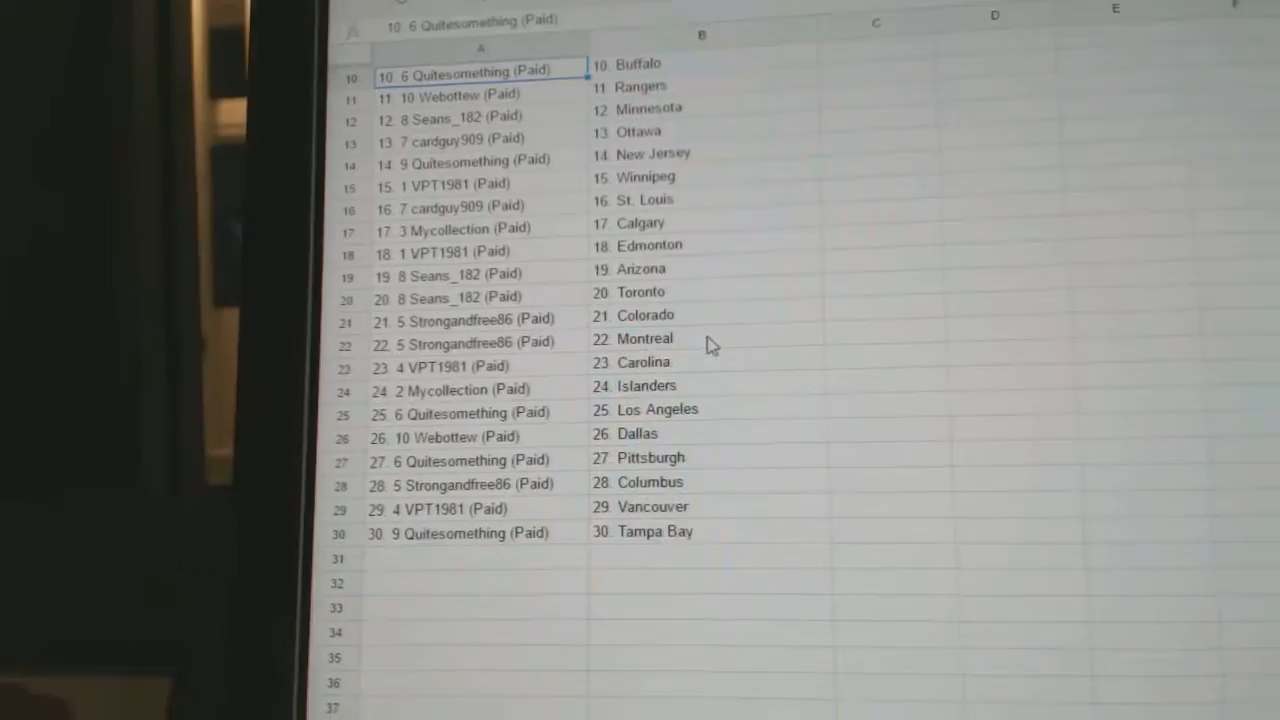 10. 6 Quitesomething (Paid)
A B C D E F
10 10. 6 Quitesomething (Paid) 10. Buffalo
11 11. 10 Webottew (Paid) 11. Rangers
12 12. 8 Seans_182 (Paid) 12. Minnesota
13 13. 7 cardguy909 (Paid) 13. Ottawa
14 14. 9 Quitesomething (Paid) 14. New Jersey
15 15. 1 VPT1981 (Paid) 15. Winnipeg
16 16. 7 cardguy909 (Paid) 16. St. Louis
17 17. 3 Mycollection (Paid) 17. Calgary
18 18. 1 VPT1981 (Paid) 18. Edmonton
19 19. 8 Seans_182 (Paid) 19. Arizona
20 20. 8 Seans_182 (Paid) 20. Toronto
21 21. 5 Strongandfree86 (Paid) 21. Colorado
22 22. 5 Strongandfree86 (Paid) 22. Montreal
23 23. 4 VPT1981 (Paid) 23. Carolina
24 24. 2 Mycollection (Paid) 24. Islanders
25 25. 6 Quitesomething (Paid) 25. Los Angeles
26 26. 10 Webottew (Paid) 26. Dallas
27 27. 6 Quitesomething (Paid) 27. Pittsburgh
28 28. 5 Strongandfree86 (Paid) 28. Columbus
29 29. 4 VPT1981 (Paid) 29. Vancouver
30 30. 9 Quitesomething (Paid) 30. Tampa Bay
31
32
33
34
35
36
37